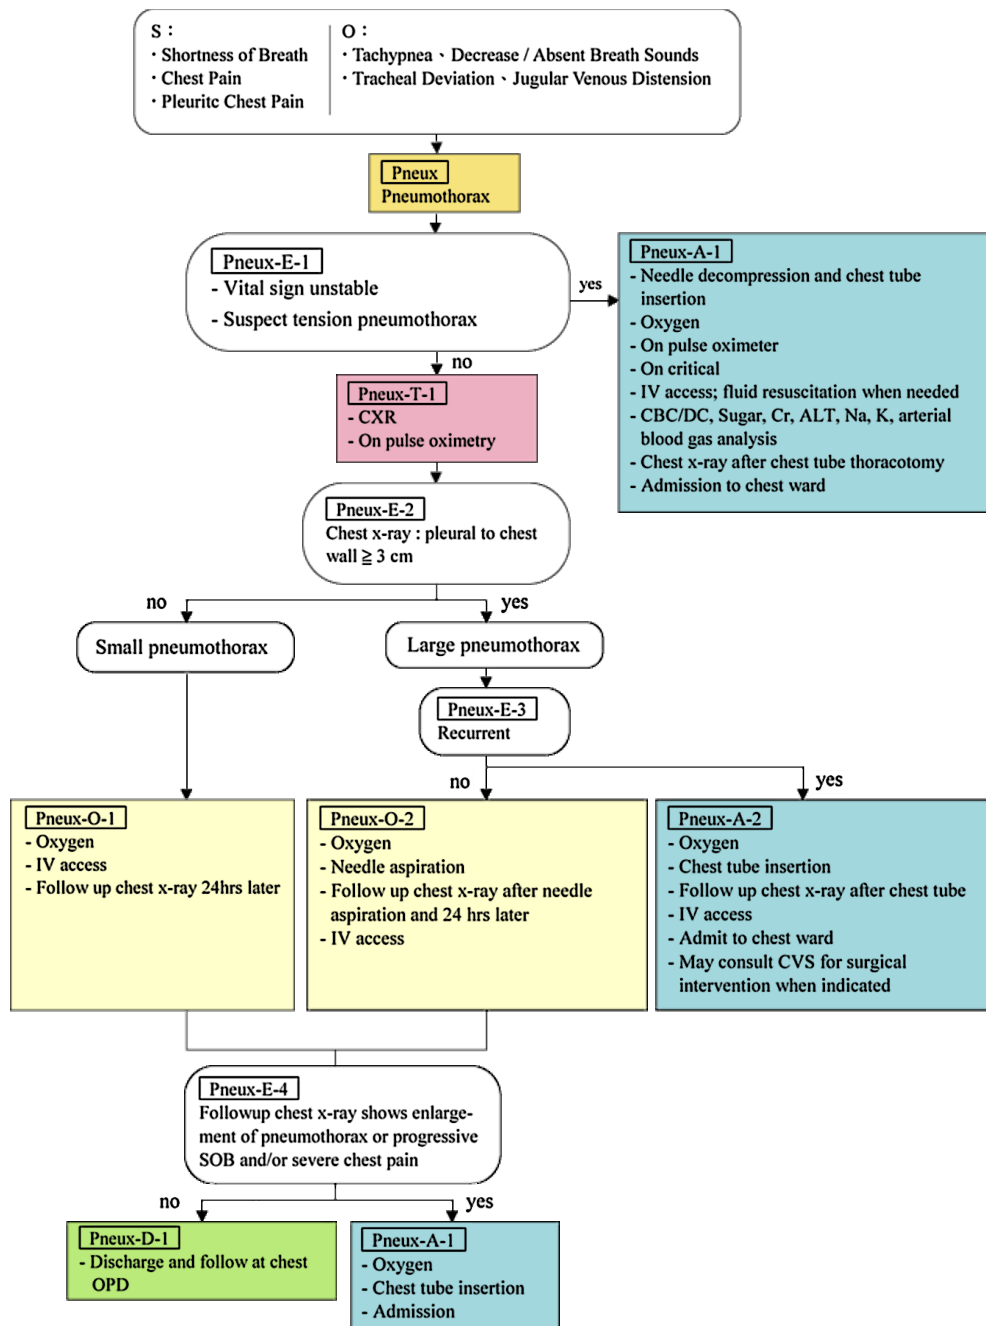 S：
· Shortness of Breath
· Chest Pain
· Pleuritc Chest Pain
O：
· Tachypnea、Decrease / Absent Breath Sounds
· Tracheal Deviation、Jugular Venous Distension
Pneux
Pneumothorax
Pneux-E-1
- Vital sign unstable
- Suspect tension pneumothorax
yes
Pneux-A-1
- Needle decompression and chest tube
insertion
- Oxygen
- On pulse oximeter
- On critical
- IV access; fluid resuscitation when needed
- CBC/DC, Sugar, Cr, ALT, Na, K, arterial
blood gas analysis
- Chest x-ray after chest tube thoracotomy
- Admission to chest ward
no
Pneux-T-1
- CXR
- On pulse oximetry
Pneux-E-2
Chest x-ray : pleural to chest
wall ≧ 3 cm
no
yes
Small pneumothorax
Large pneumothorax
Pneux-E-3
Recurrent
no
yes
Pneux-O-1
- Oxygen
- IV access
- Follow up chest x-ray 24hrs later
Pneux-O-2
- Oxygen
- Needle aspiration
- Follow up chest x-ray after needle
aspiration and 24 hrs later
- IV access
Pneux-A-2
- Oxygen
- Chest tube insertion
- Follow up chest x-ray after chest tube
- IV access
- Admit to chest ward
- May consult CVS for surgical
intervention when indicated
Pneux-E-4
Followup chest x-ray shows enlarge-
ment of pneumothorax or progressive
SOB and/or severe chest pain
no
yes
Pneux-D-1
- Discharge and follow at chest
OPD
Pneux-A-1
- Oxygen
- Chest tube insertion
- Admission